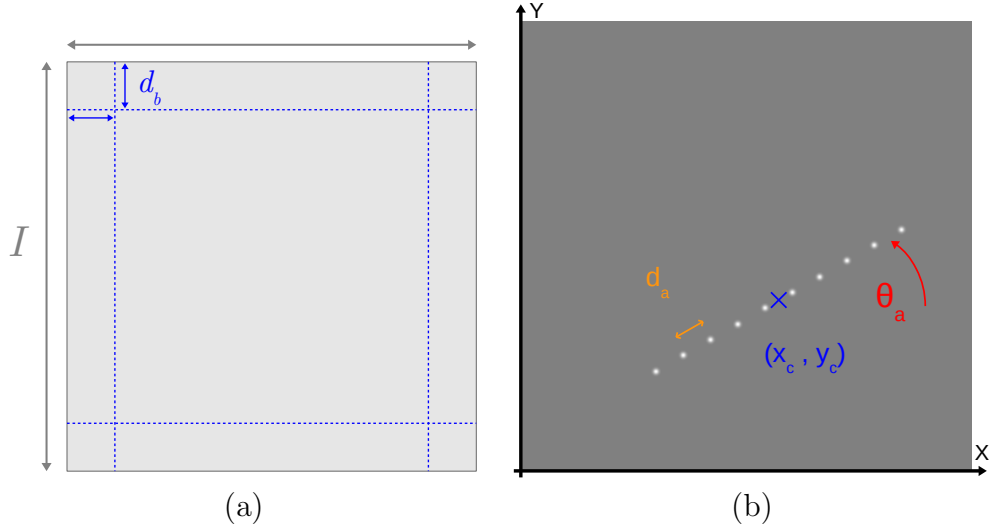 d_b
I
(a)
Y
d_a
θ_a
(x_c , y_c)
X
(b)